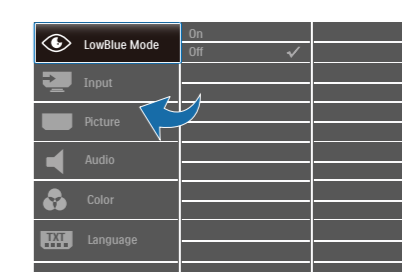 LowBlue Mode
On
Off
Input
Picture
Audio
Color
TXT
Language